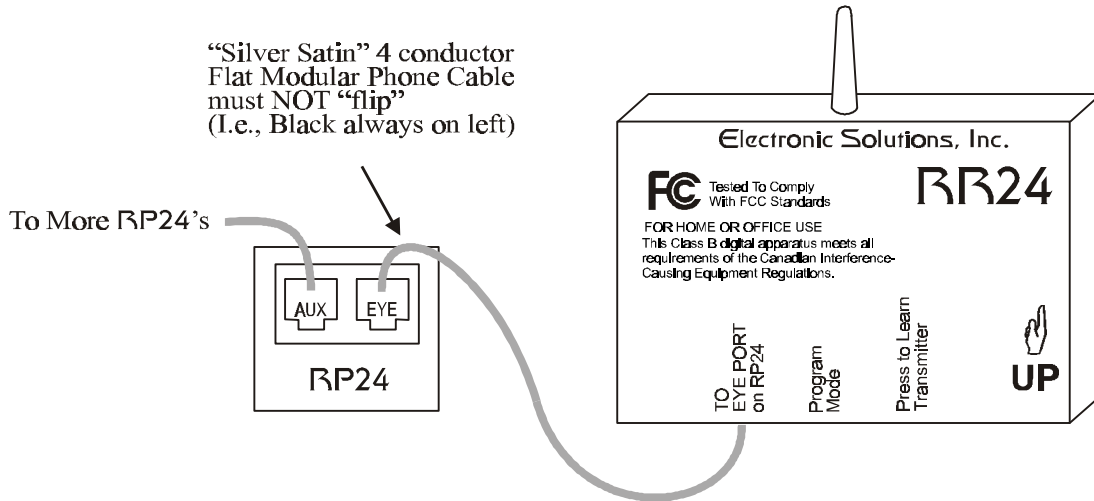 “Silver Satin” 4 conductor
Flat Modular Phone Cable
must NOT “flip”
(I.e., Black always on left)
To More RP24’s
AUX
EYE
RP24
Electronic Solutions, Inc.
FC Tested To Comply
With FCC Standards
RR24
FOR HOME OR OFFICE USE
This Class B digital apparatus meets all
requirements of the Canadian Interference-
Causing Equipment Regulations.
TO
EYE PORT
on RP24
Program
Mode
Press to Learn
Transmitter
UP